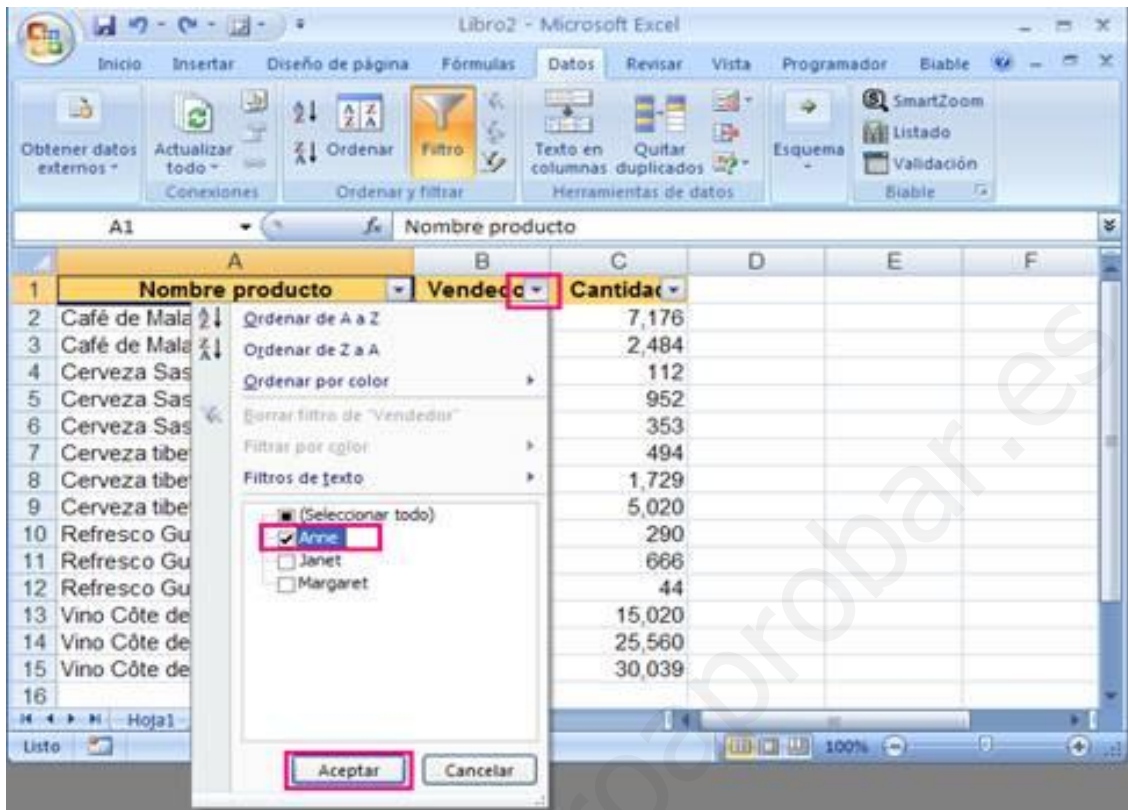 Libro2 - Microsoft Excel
Inicio Insertar Diseño de página Fórmulas Datos Revisar Vista Programador Biable
Obtener datos externos
Actualizar todo
Conexiones
Ordenar
Filtro
Ordenar y filtrar
Texto en columnas
Quitar duplicados
Herramientas de datos
Esquema
SmartZoom
Listado
Validación
Biable
A1 fx Nombre producto
A B C D E F
1 Nombre producto Vendedo Cantidad
2 Café de Mala 7,176
3 Café de Mala 2,484
4 Cerveza Sas 112
5 Cerveza Sas 952
6 Cerveza Sas 353
7 Cerveza tibe 494
8 Cerveza tibe 1,729
9 Cerveza tibe 5,020
10 Refresco Gu 290
11 Refresco Gu 666
12 Refresco Gu 44
13 Vino Côte de 15,020
14 Vino Côte de 25,560
15 Vino Côte de 30,039
16
Ordenar de A a Z
Ordenar de Z a A
Ordenar por color
Borrar filtro de "Vendedor"
Filtrar por color
Filtros de texto
(Seleccionar todo)
Anne
Janet
Margaret
Aceptar Cancelar
Hoja1
Listo 100%